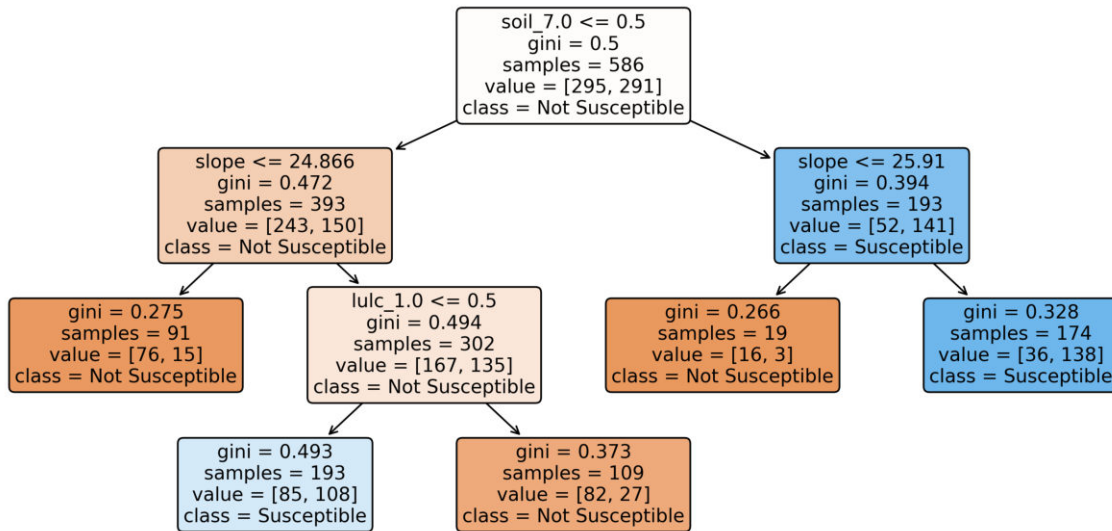 soil_7.0 <= 0.5
gini = 0.5
samples = 586
value = [295, 291]
class = Not Susceptible
slope <= 24.866
gini = 0.472
samples = 393
value = [243, 150]
class = Not Susceptible
slope <= 25.91
gini = 0.394
samples = 193
value = [52, 141]
class = Susceptible
gini = 0.275
samples = 91
value = [76, 15]
class = Not Susceptible
lulc_1.0 <= 0.5
gini = 0.494
samples = 302
value = [167, 135]
class = Not Susceptible
gini = 0.266
samples = 19
value = [16, 3]
class = Not Susceptible
gini = 0.328
samples = 174
value = [36, 138]
class = Susceptible
gini = 0.493
samples = 193
value = [85, 108]
class = Susceptible
gini = 0.373
samples = 109
value = [82, 27]
class = Not Susceptible